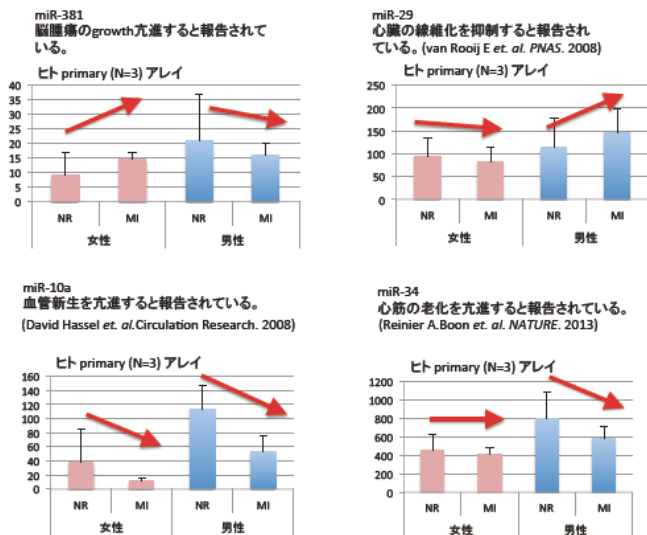 miR-381
脳腫瘍のgrowth亢進すると報告されて
いる。
ヒト primary (N=3) アレイ
40
35
30
25
20
15
10
5
0
NR
MI
NR
MI
女性
男性
miR-29
心臓の線維化を抑制すると報告され
ている。(van Rooij E et. al. PNAS. 2008)
ヒト primary (N=3) アレイ
250
200
150
100
50
0
NR
MI
NR
MI
女性
男性
miR-10a
血管新生を亢進すると報告されている。
(David Hassel et. al.Circulation Research. 2008)
ヒト primary (N=3) アレイ
160
140
120
100
80
60
40
20
0
NR
MI
NR
MI
女性
男性
miR-34
心筋の老化を亢進すると報告されている。
(Reinier A.Boon et. al. NATURE. 2013)
ヒト primary (N=3) アレイ
1200
1000
800
600
400
200
0
NR
MI
NR
MI
女性
男性